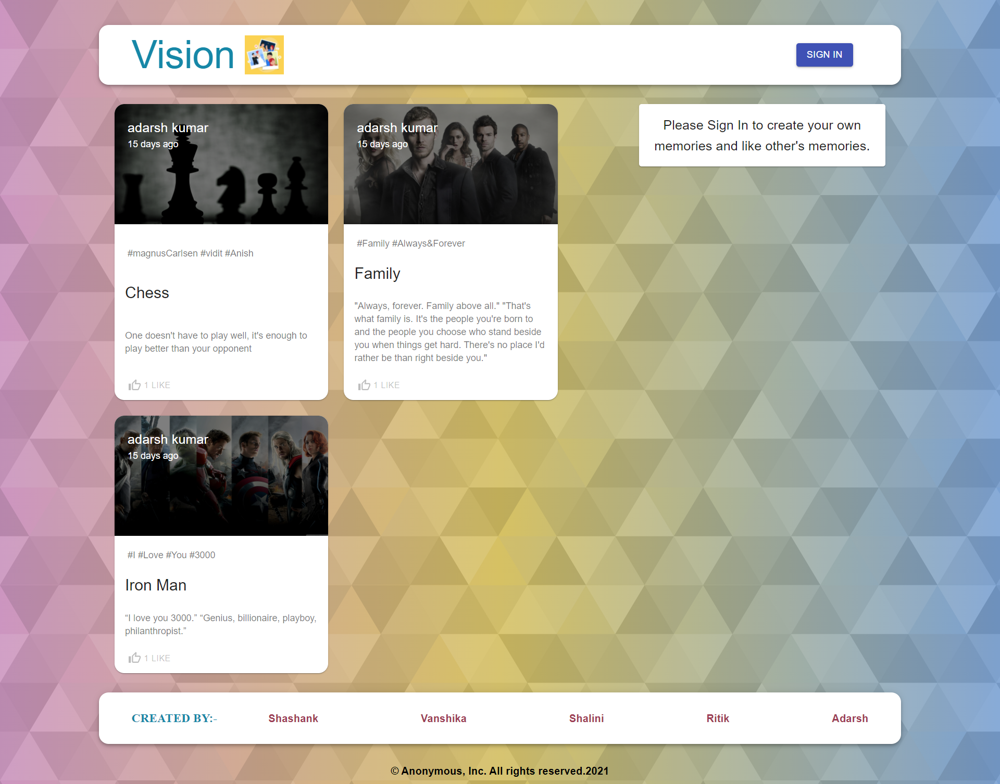 Vision
SIGN IN
adarsh kumar
15 days ago
#magnusCarlsen #vidit #Anish
Chess
One doesn't have to play well, it's enough to
play better than your opponent
1 LIKE
adarsh kumar
15 days ago
#Family #Always&Forever
Family
"Always, forever. Family above all." "That's
what family is. It's the people you're born to
and the people you choose who stand beside
you when things get hard. There's no place I'd
rather be than right beside you."
1 LIKE
Please Sign In to create your own
memories and like other's memories.
adarsh kumar
15 days ago
#I #Love #You #3000
Iron Man
“I love you 3000.” “Genius, billionaire, playboy,
philanthropist.”
1 LIKE
CREATED BY:- Shashank Vanshika Shalini Ritik Adarsh
© Anonymous, Inc. All rights reserved.2021